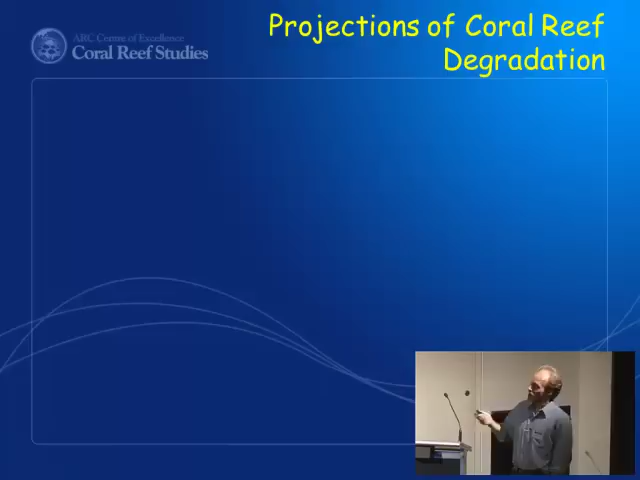 Projections of Coral Reef
Degradation
ARC Centre of Excellence
Coral Reef Studies